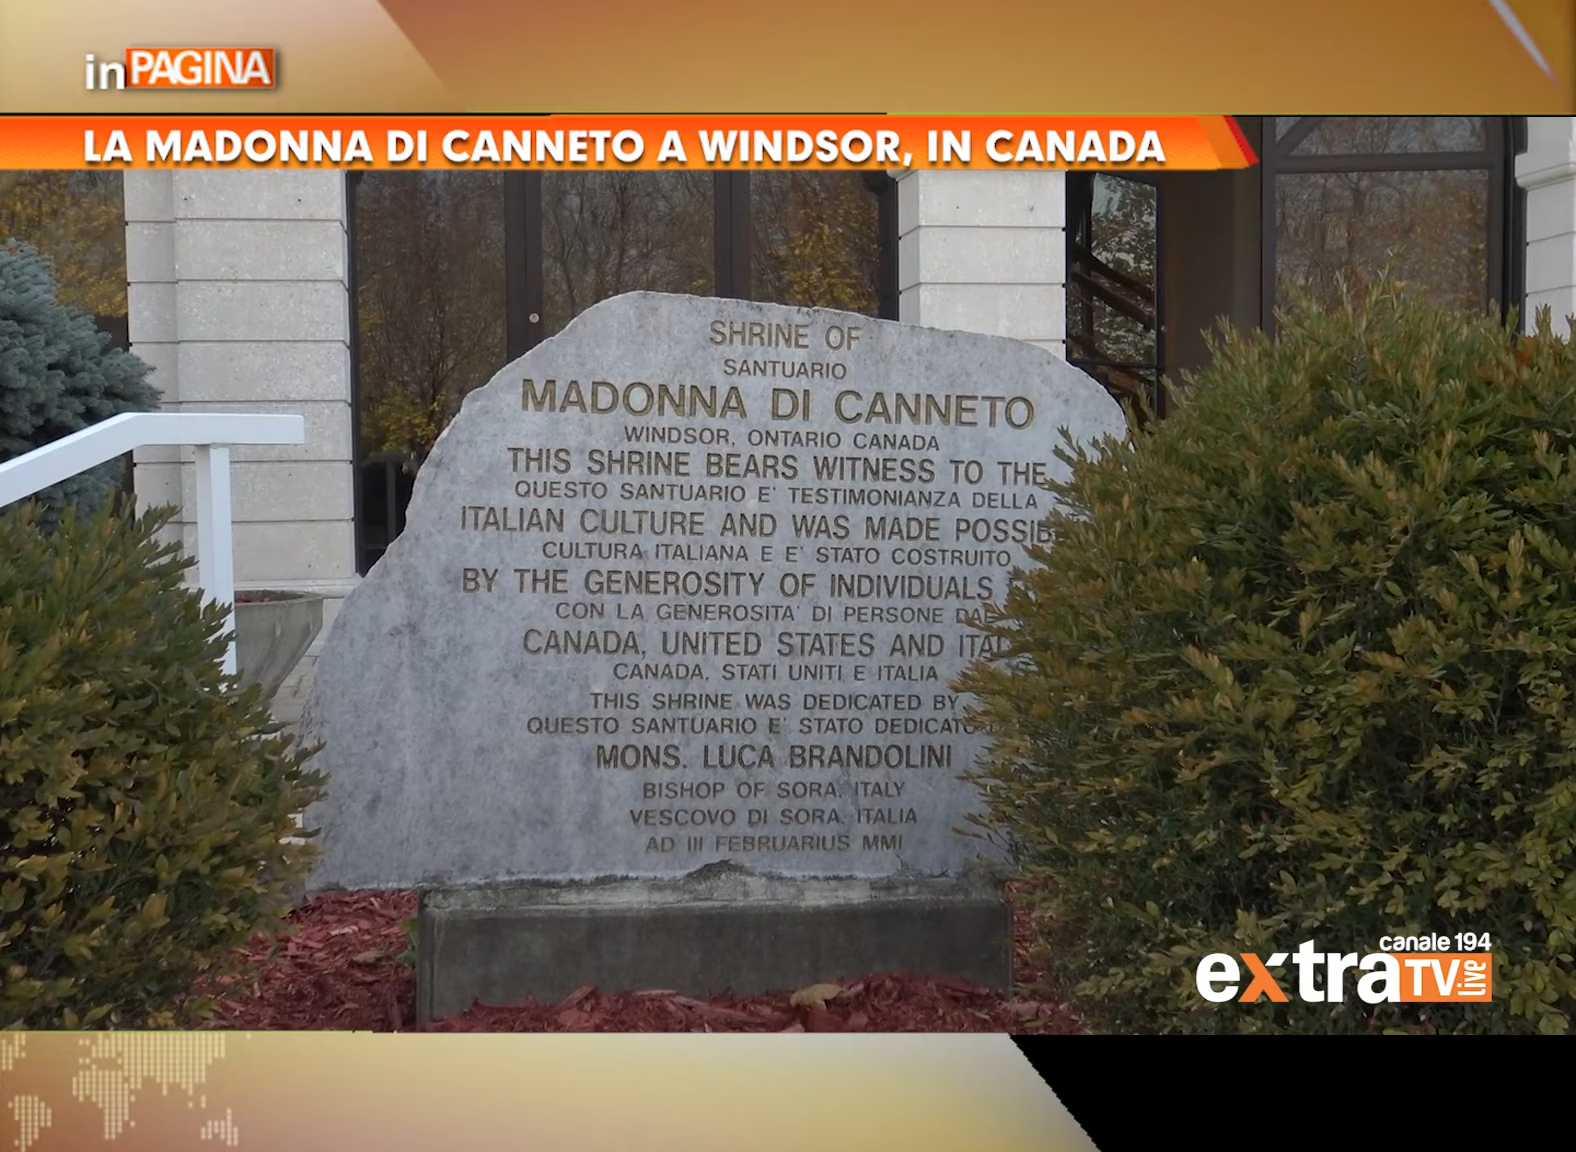 in PAGINA
LA MADONNA DI CANNETO A WINDSOR, IN CANADA
SHRINE OF
SANTUARIO
MADONNA DI CANNETO
WINDSOR, ONTARIO CANADA
THIS SHRINE BEARS WITNESS TO THE
QUESTO SANTUARIO E' TESTIMONIANZA DELLA
ITALIAN CULTURE AND WAS MADE
CULTURA ITALIANA E E' STATO COSTRUITO
BY THE GENEROSITY OF INDIVIDUALS
CON LA GENEROSITA' DI PERSONE
CANADA, UNITED STATES AND
CANADA, STATI UNITI E ITALIA
THIS SHRINE WAS DEDICATED BY
QUESTO SANTUARIO E' STATO
MONS. LUCA BRANDOLINI
BISHOP OF SORA, ITALY
VESCOVO DI SORA, ITALIA
AD III FEBRUARIUS MMI
canale 194
extra TV live